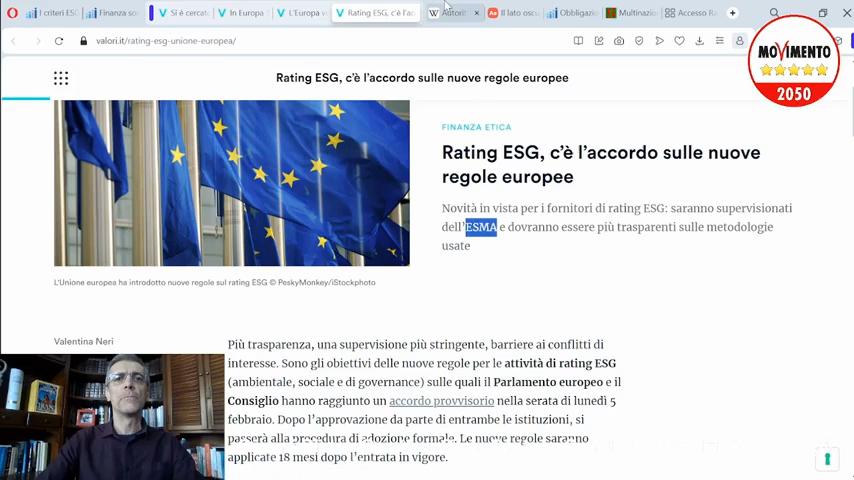 I criteri ES
Finanza so
Si è cercat
In Europa
L'Europa v
Rating ESG, c'è l'ac
Autori
Il lato oscu
Obbligazio
Multinazio
Accesso R
valori.it/rating-esg-unione-europea/
MOVIMENTO
2050
Rating ESG, c'è l'accordo sulle nuove regole europee
FINANZA ETICA
Rating ESG, c'è l'accordo sulle nuove
regole europee
Novità in vista per i fornitori di rating ESG: saranno supervisionati
dell'ESMA e dovranno essere più trasparenti sulle metodologie
usate
L'Unione europea ha introdotto nuove regole sul rating ESG © PeskyMonkey/iStockphoto
Valentina Neri
Più trasparenza, una supervisione più stringente, barriere ai conflitti di
interesse. Sono gli obiettivi delle nuove regole per le attività di rating ESG
(ambientale, sociale e di governance) sulle quali il Parlamento europeo e il
Consiglio hanno raggiunto un accordo provvisorio nella serata di lunedì 5
febbraio. Dopo l'approvazione da parte di entrambe le istituzioni, si
passerà alla procedura di adozione formale. Le nuove regole saranno
applicate 18 mesi dopo l'entrata in vigore.